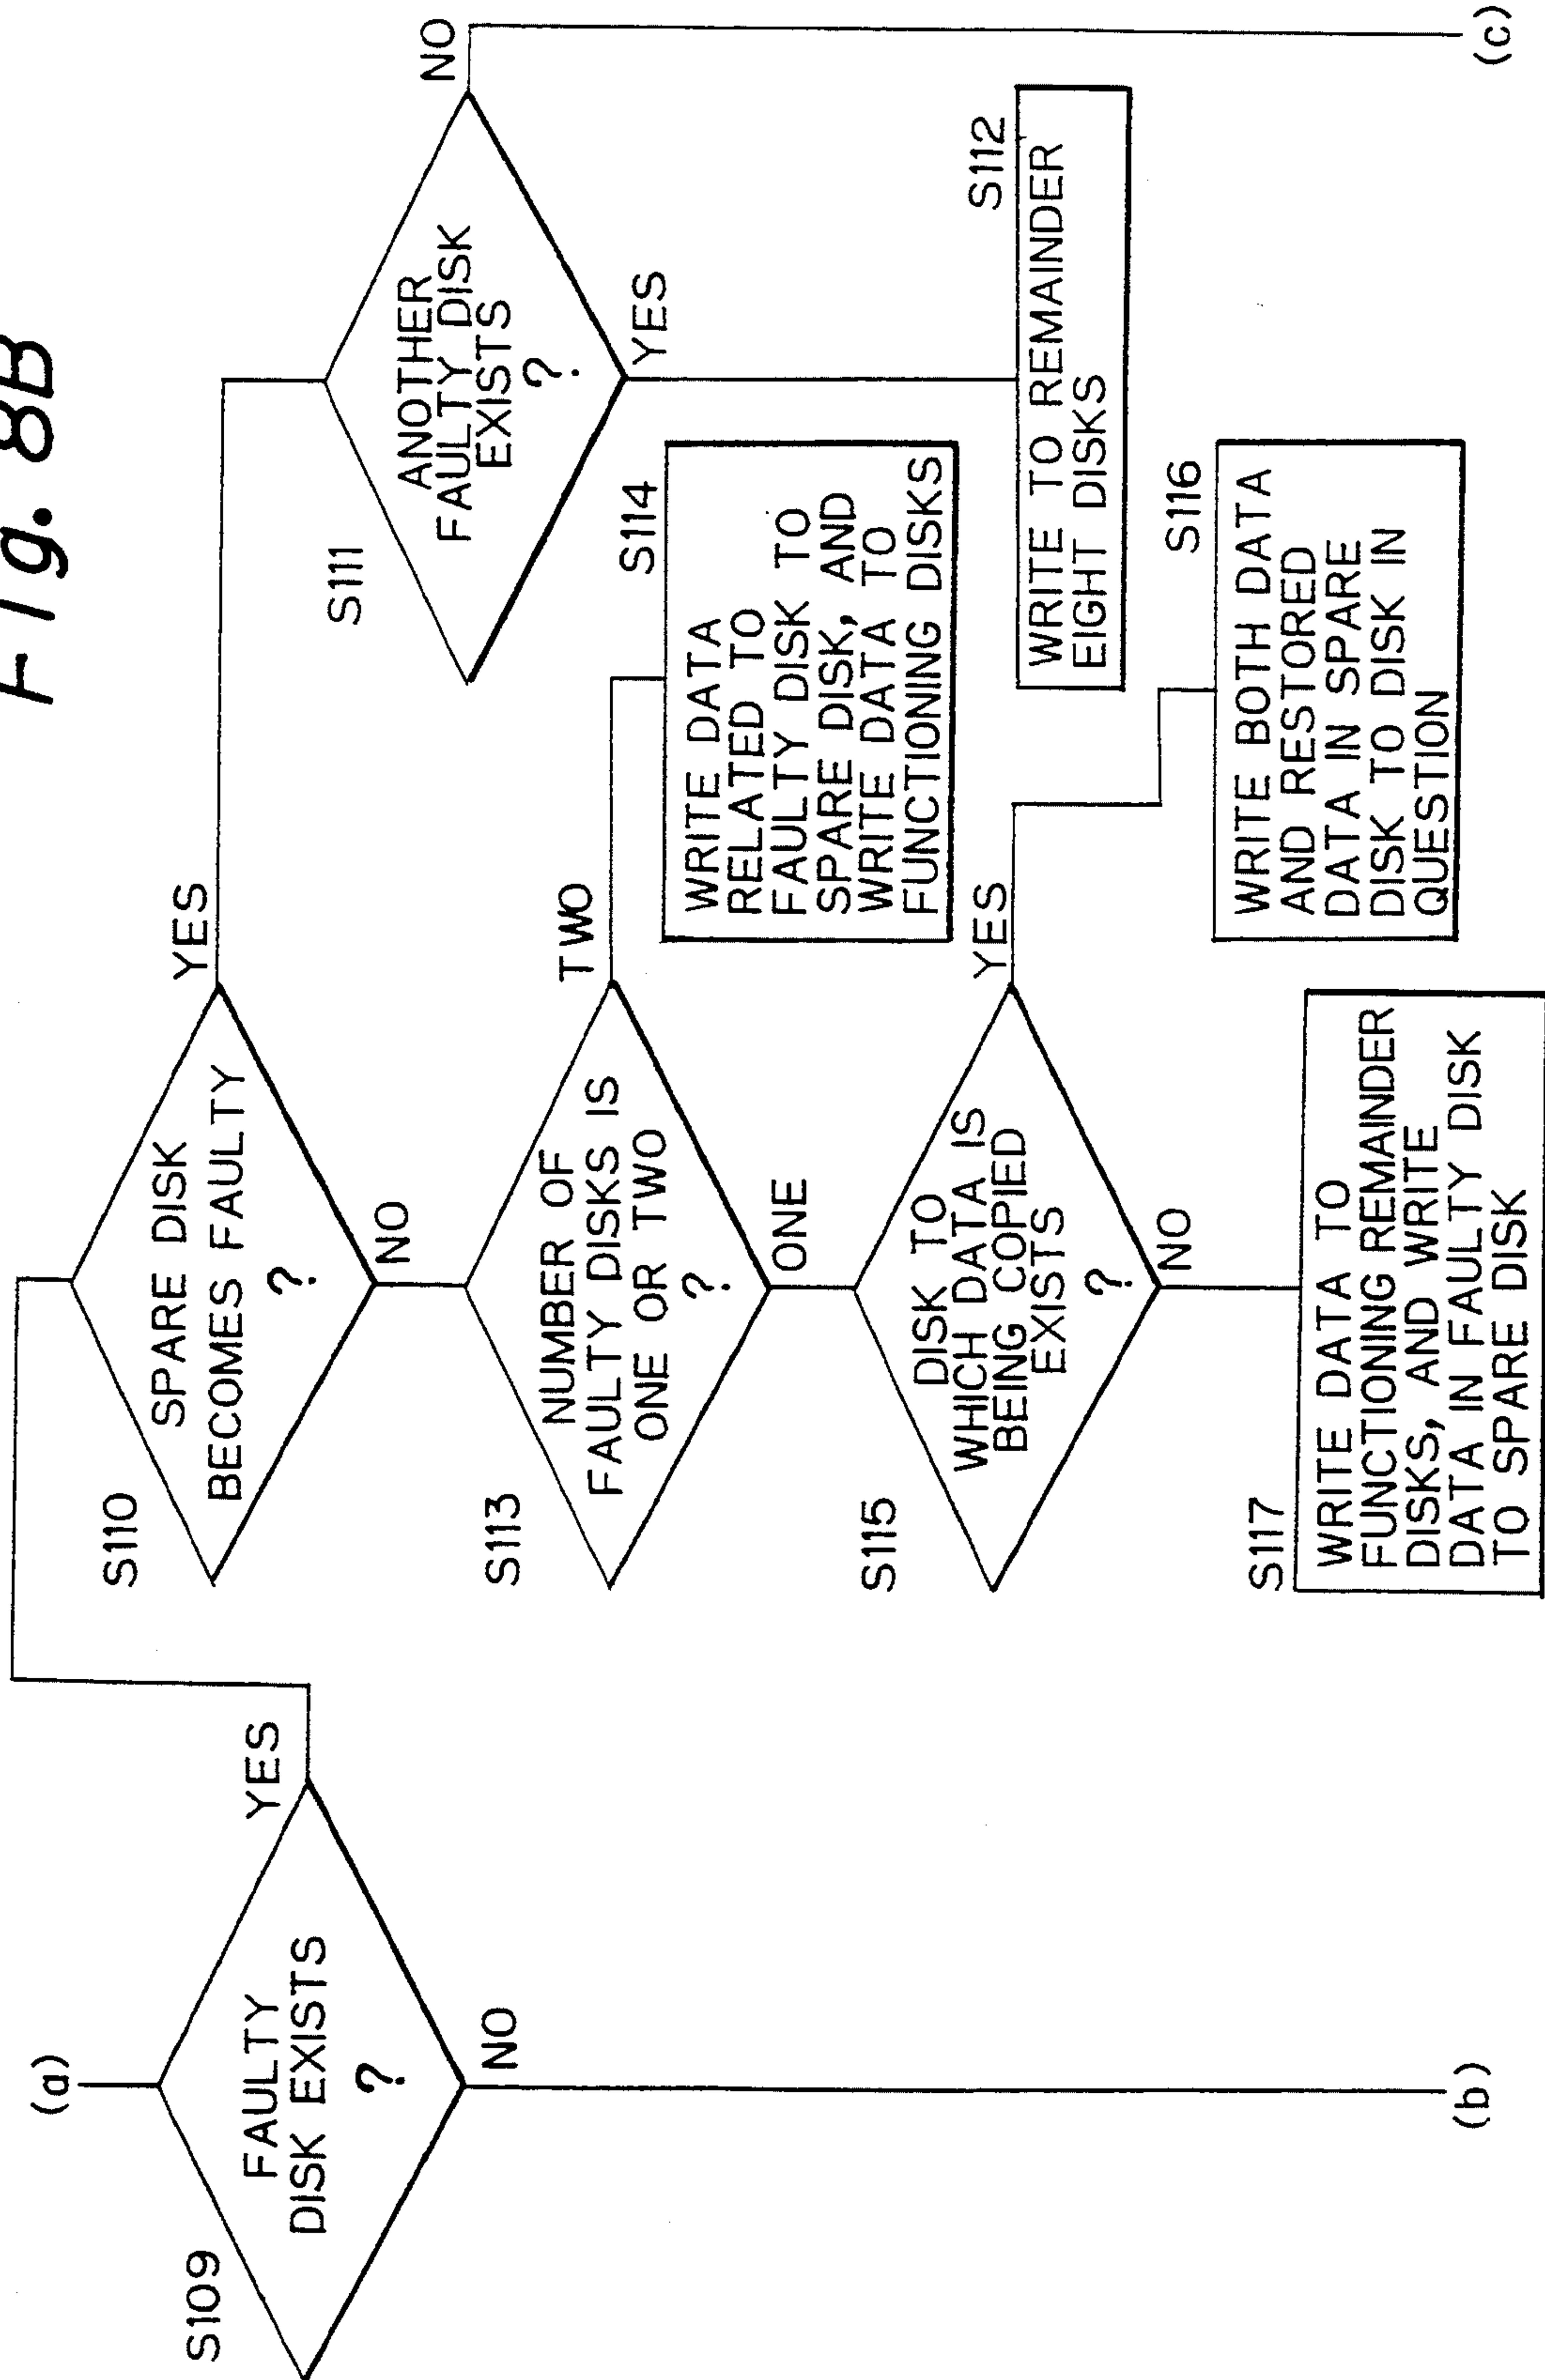 Fig. 8B
(a)
S109
FAULTY
DISK EXISTS
?
YES
NO
(b)
S110
SPARE DISK
BECOMES FAULTY
?
YES
NO
S111
ANOTHER
FAULTY DISK
EXISTS
?
NO
YES
(c)
S112
WRITE TO REMAINDER
EIGHT DISKS
S113
NUMBER OF
FAULTY DISKS IS
ONE OR TWO
?
TWO
ONE
S114
WRITE DATA
RELATED TO
FAULTY DISK TO
SPARE DISK, AND
WRITE DATA TO
FUNCTIONING DISKS
S115
DISK TO
WHICH DATA IS
BEING COPIED
EXISTS
?
YES
NO
S116
WRITE BOTH DATA
AND RESTORED
DATA IN SPARE
DISK TO DISK IN
QUESTION
S117
WRITE DATA TO
FUNCTIONING REMAINDER
DISKS, AND WRITE
DATA IN FAULTY DISK
TO SPARE DISK